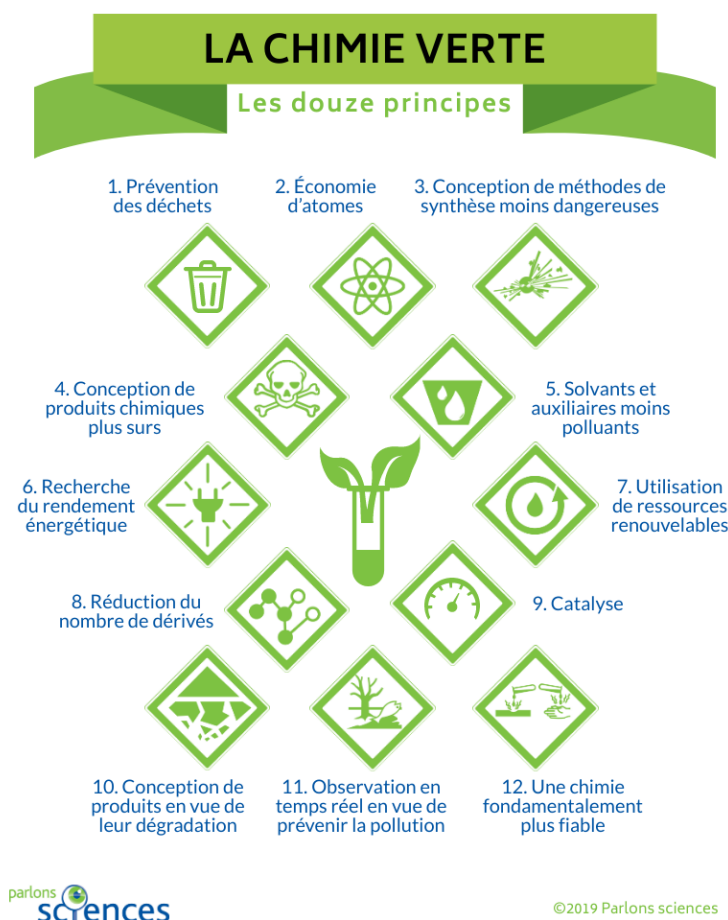 LA CHIMIE VERTE
Les douze principes
1. Prévention
des déchets
2. Économie
d'atomes
3. Conception de méthodes de
synthèse moins dangereuses
4. Conception de
produits chimiques
plus surs
5. Solvants et
auxiliaires moins
polluants
6. Recherche
du rendement
énergétique
7. Utilisation
de ressources
renouvelables
8. Réduction du
nombre de dérivés
9. Catalyse
10. Conception de
produits en vue de
leur dégradation
11. Observation en
temps réel en vue de
prévenir la pollution
12. Une chimie
fondamentalement
plus fiable
parlons
sciences
©2019 Parlons sciences